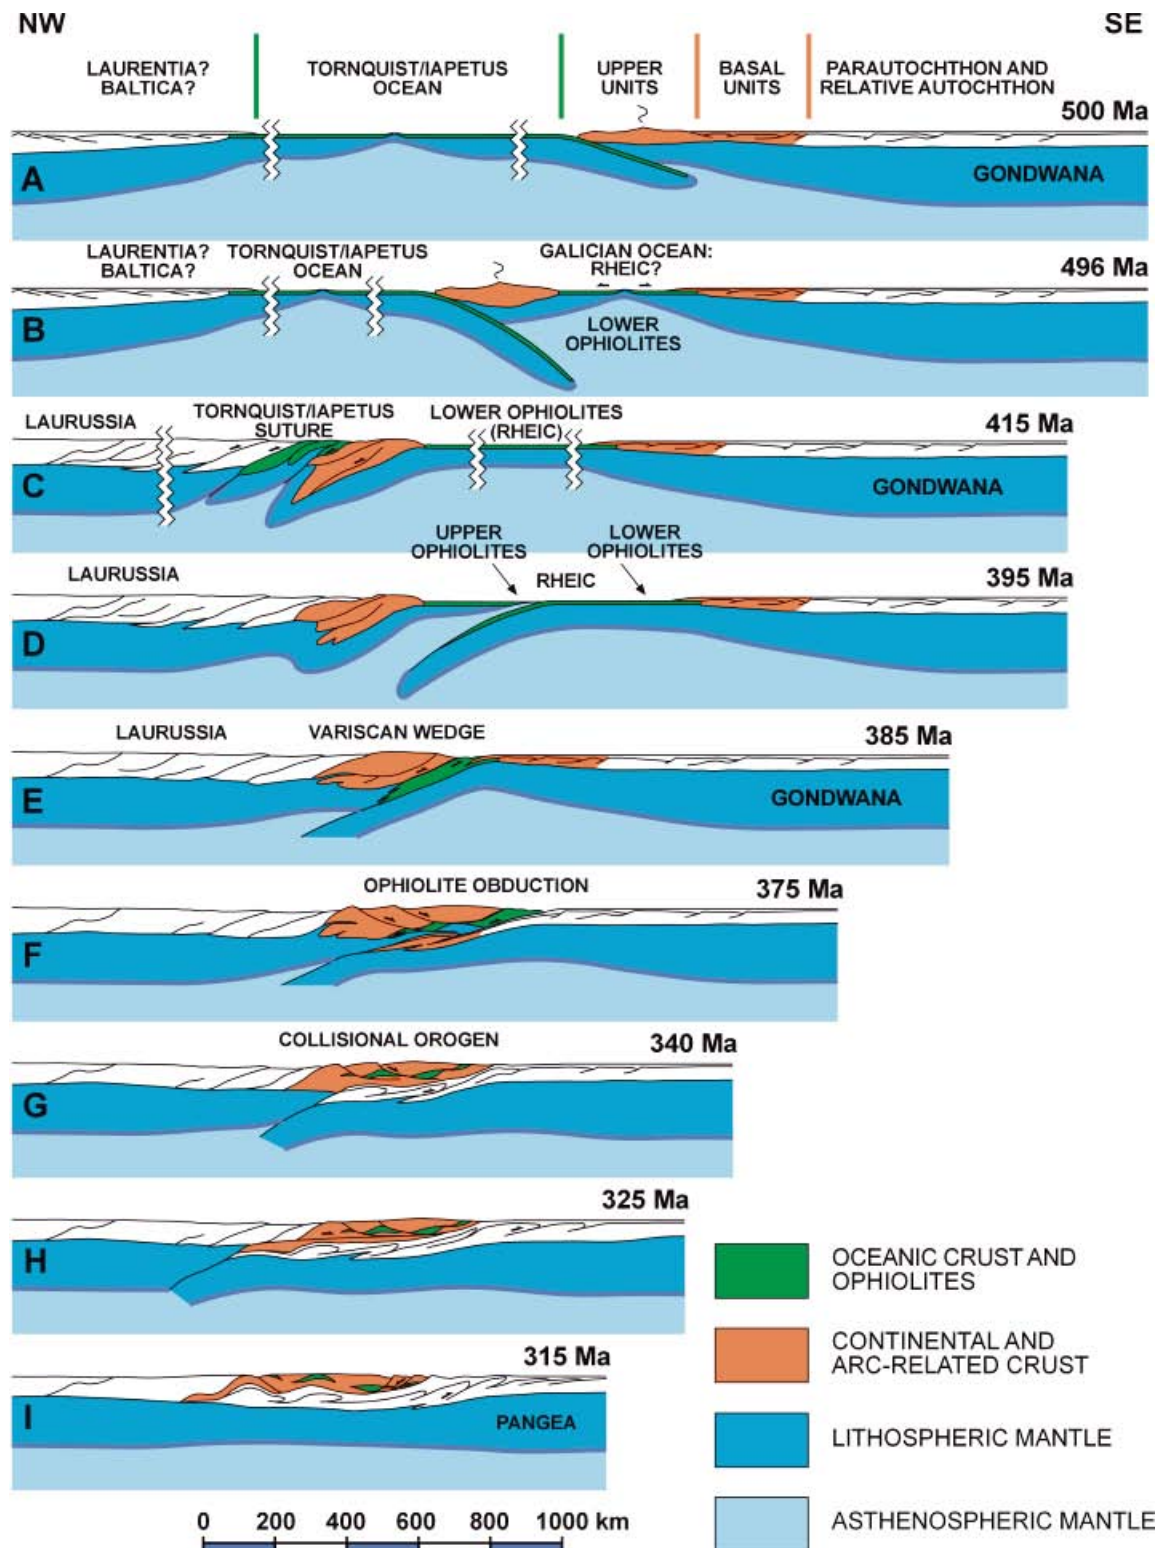 NW
SE
LAURENTIA?
BALTICA?
TORNQUIST/IAPETUS
OCEAN
UPPER
UNITS
BASAL
UNITS
PARAUTOCHTHON AND
RELATIVE AUTOCHTHON
500 Ma
A
GONDWANA
LAURENTIA?
BALTICA?
TORNQUIST/IAPETUS
OCEAN
GALICIAN OCEAN:
RHEIC?
496 Ma
B
LOWER
OPHIOLITES
LAURUSSIA
TORNQUIST/IAPETUS
SUTURE
LOWER OPHIOLITES
(RHEIC)
415 Ma
C
GONDWANA
UPPER
OPHIOLITES
LOWER
OPHIOLITES
LAURUSSIA
RHEIC
395 Ma
D
LAURUSSIA
VARISCAN WEDGE
385 Ma
E
GONDWANA
OPHIOLITE OBDUCTION
375 Ma
F
COLLISIONAL OROGEN
340 Ma
G
325 Ma
H
315 Ma
I
PANGEA
OCEANIC CRUST AND
OPHIOLITES
CONTINENTAL AND
ARC-RELATED CRUST
LITHOSPHERIC MANTLE
ASTHENOSPHERIC MANTLE
0 200 400 600 800 1000 km